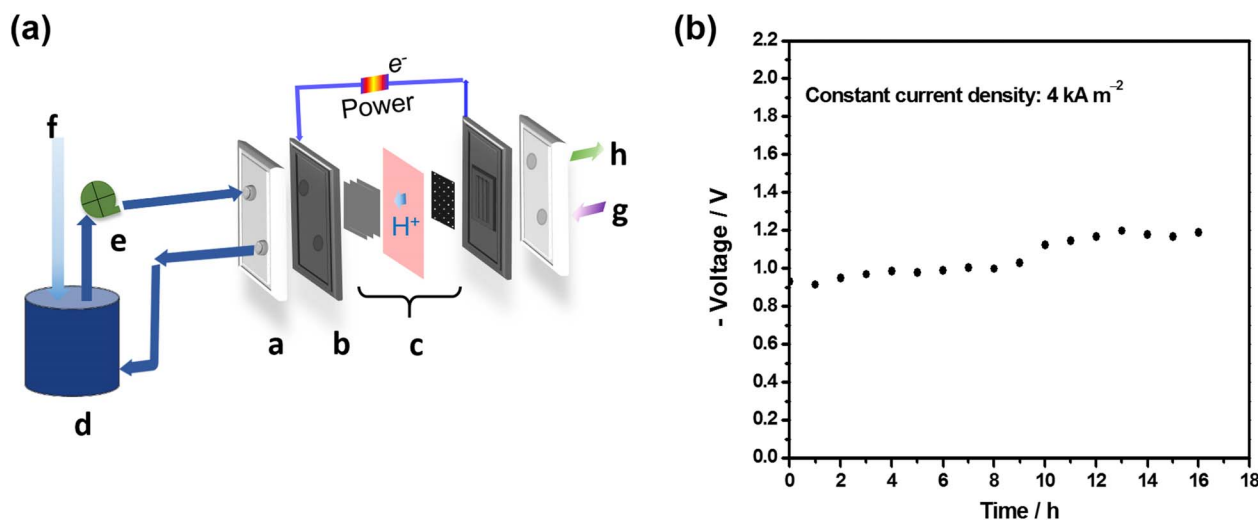 (a)
e-
Power
f
e
H+
h
g
a
b
c
d
(b)
Constant current density: 4 kA m–2
- Voltage / V
2.2
2.0
1.8
1.6
1.4
1.2
1.0
0.8
0.6
0.4
0.2
0.0
0 2 4 6 8 10 12 14 16 18
Time / h